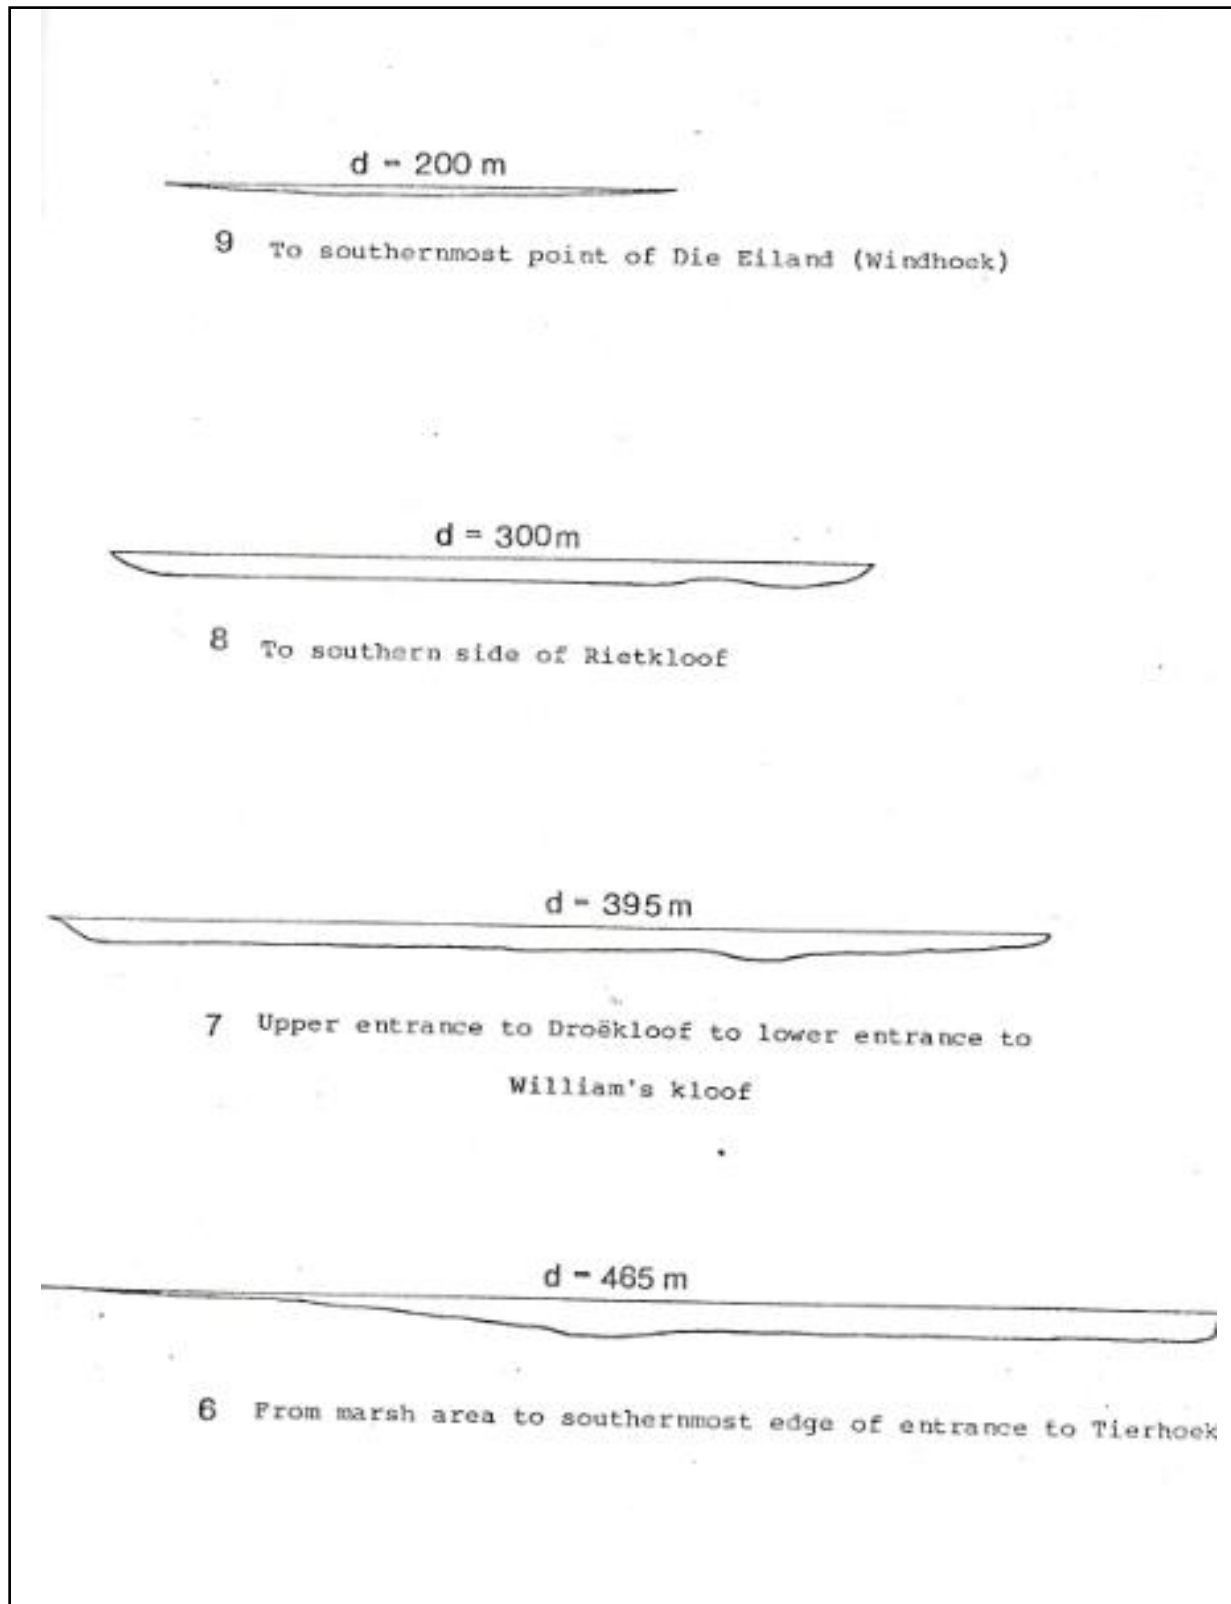 d = 200 m
9 To southernmost point of Die Eiland (Windhoek)
d = 300m
8 To southern side of Rietkloof
d = 395m
7 Upper entrance to Droëkloof to lower entrance to
William's kloof
d = 465 m
6 From marsh area to southernmost edge of entrance to Tierhoek